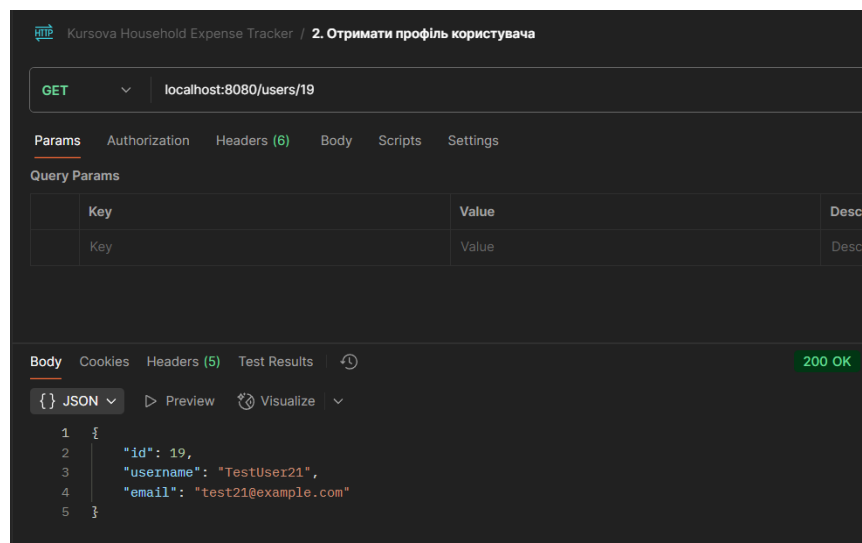 HTTP Kursova Household Expense Tracker / 2. Отримати профіль користувача
GET localhost:8080/users/19
Params Authorization Headers (6) Body Scripts Settings
Query Params
Key Value Desc
Key Value Desc
Body Cookies Headers (5) Test Results 200 OK
{} JSON Preview Visualize
1 {
2 "id": 19,
3 "username": "TestUser21",
4 "email": "test21@example.com"
5 }